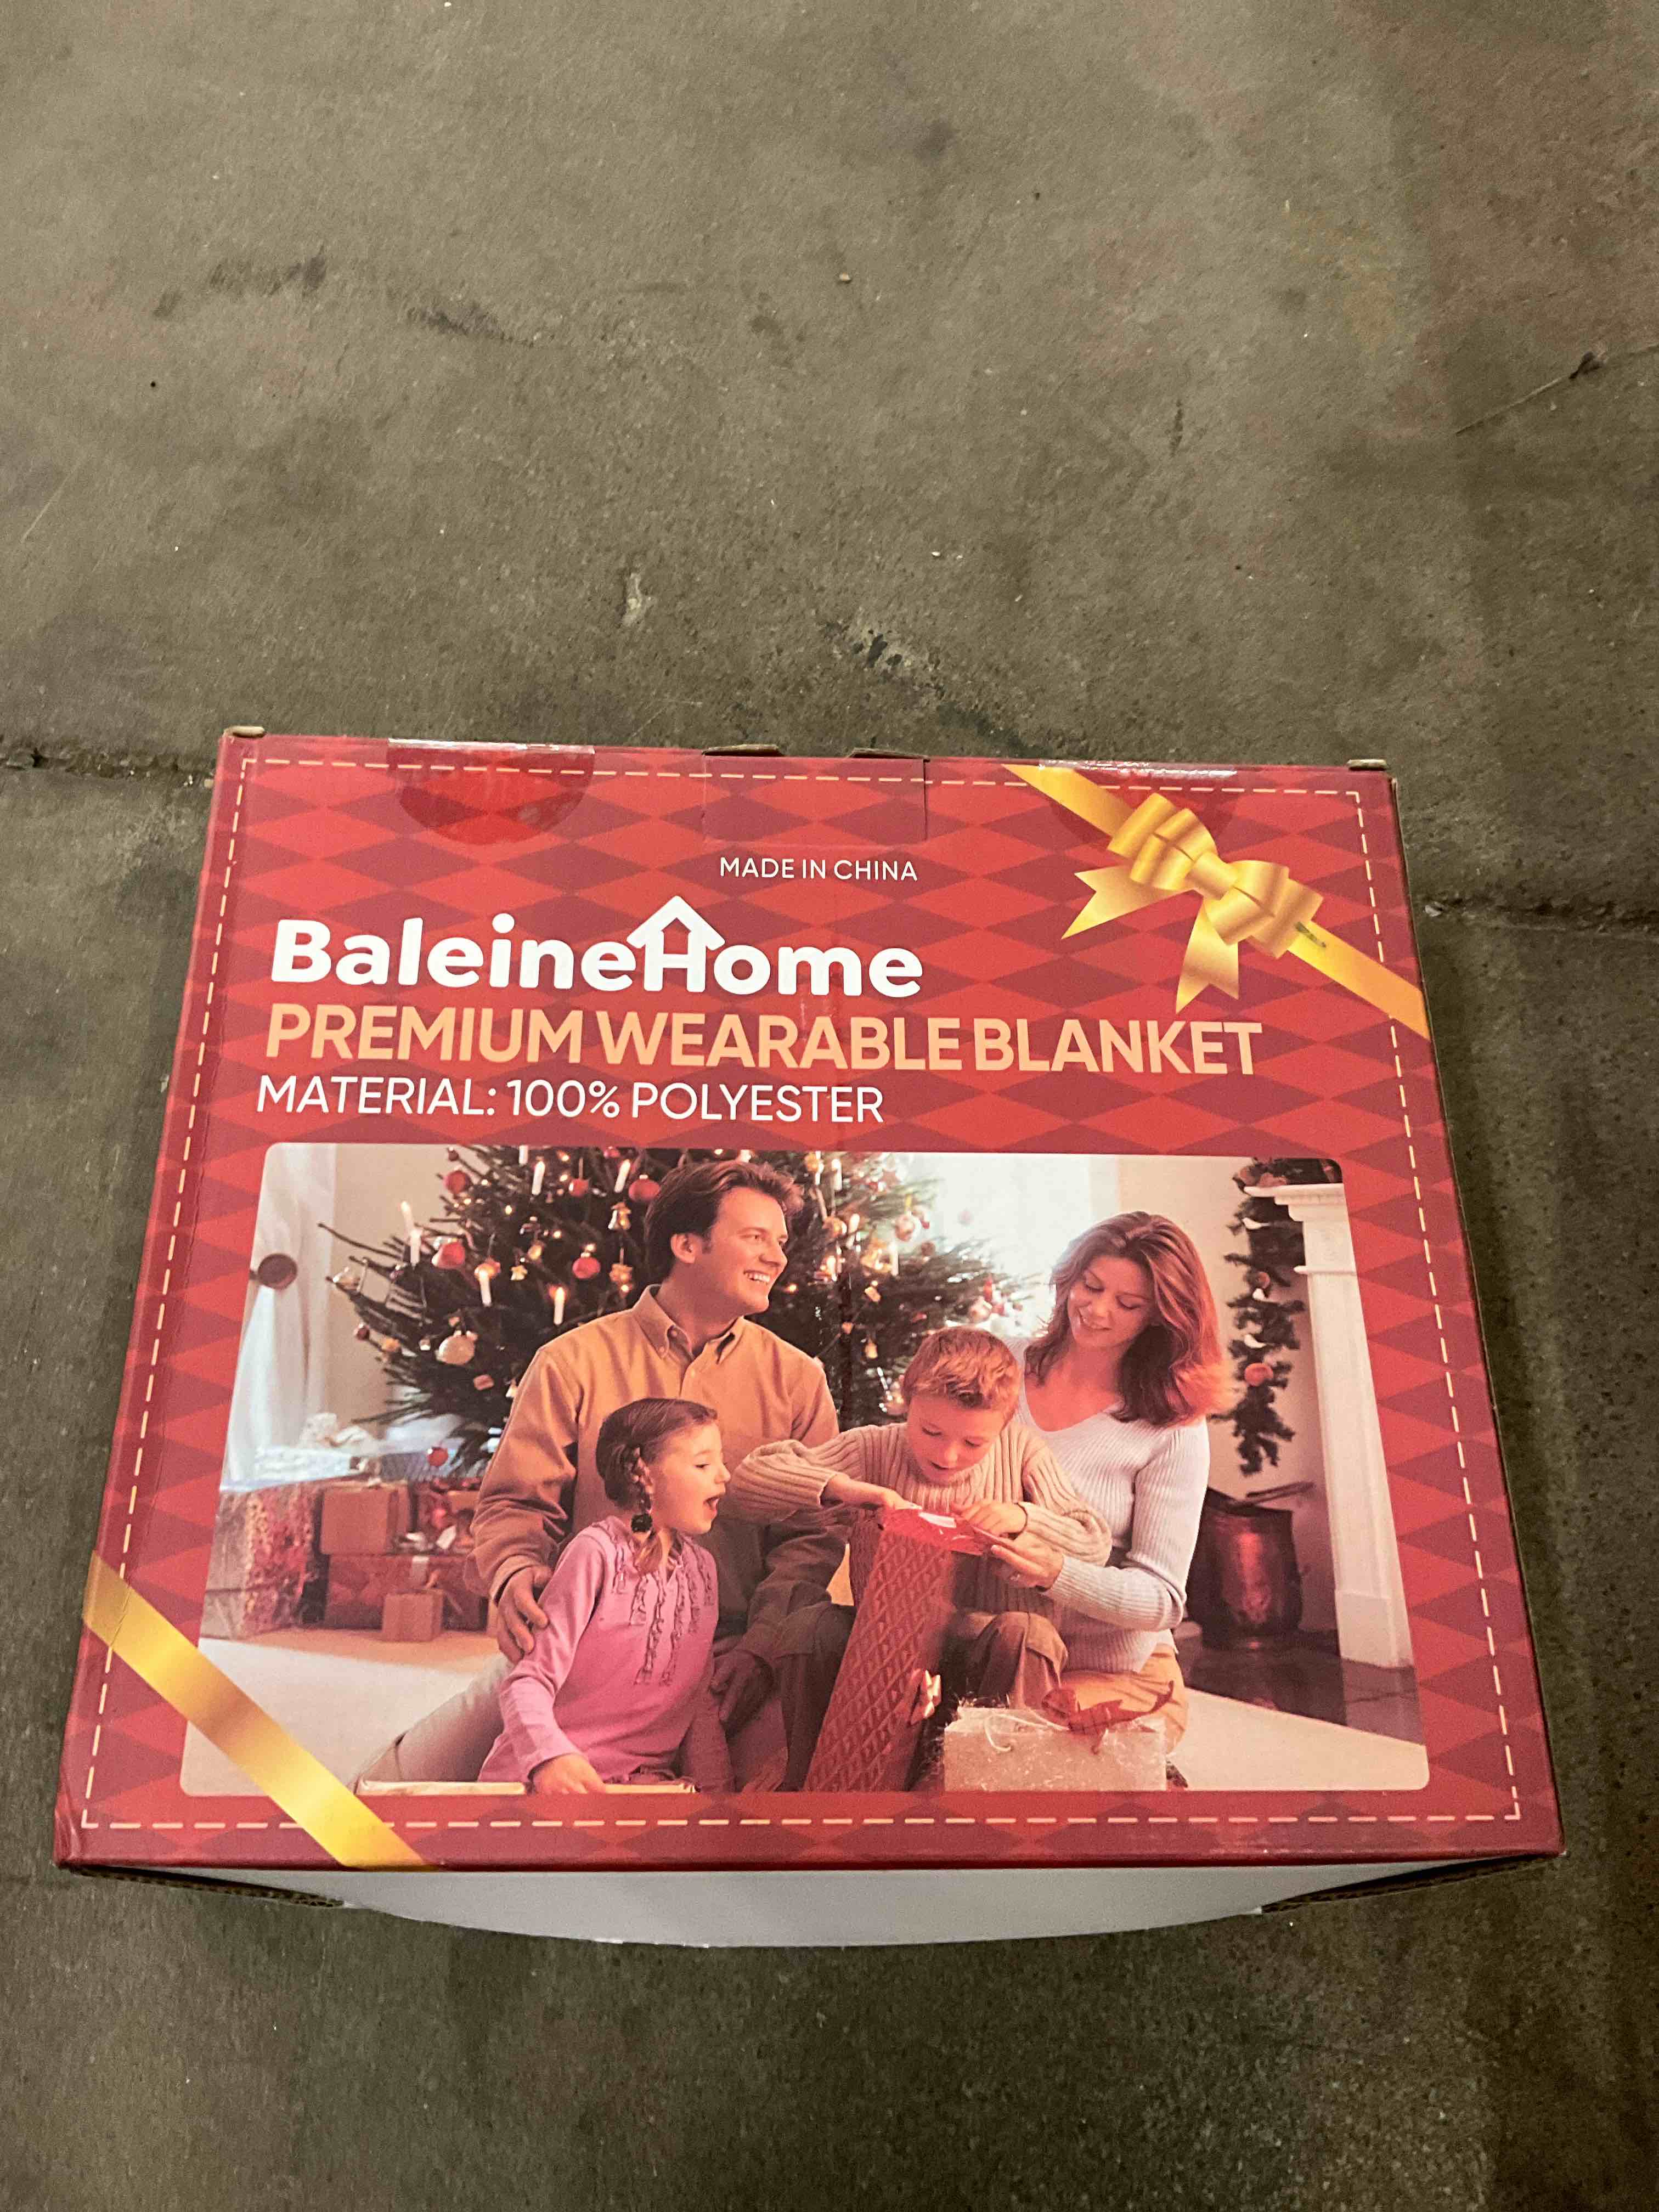 MADE IN CHINA
BaleineHome
PREMIUM WEARABLE BLANKET
MATERIAL: 100% POLYESTER